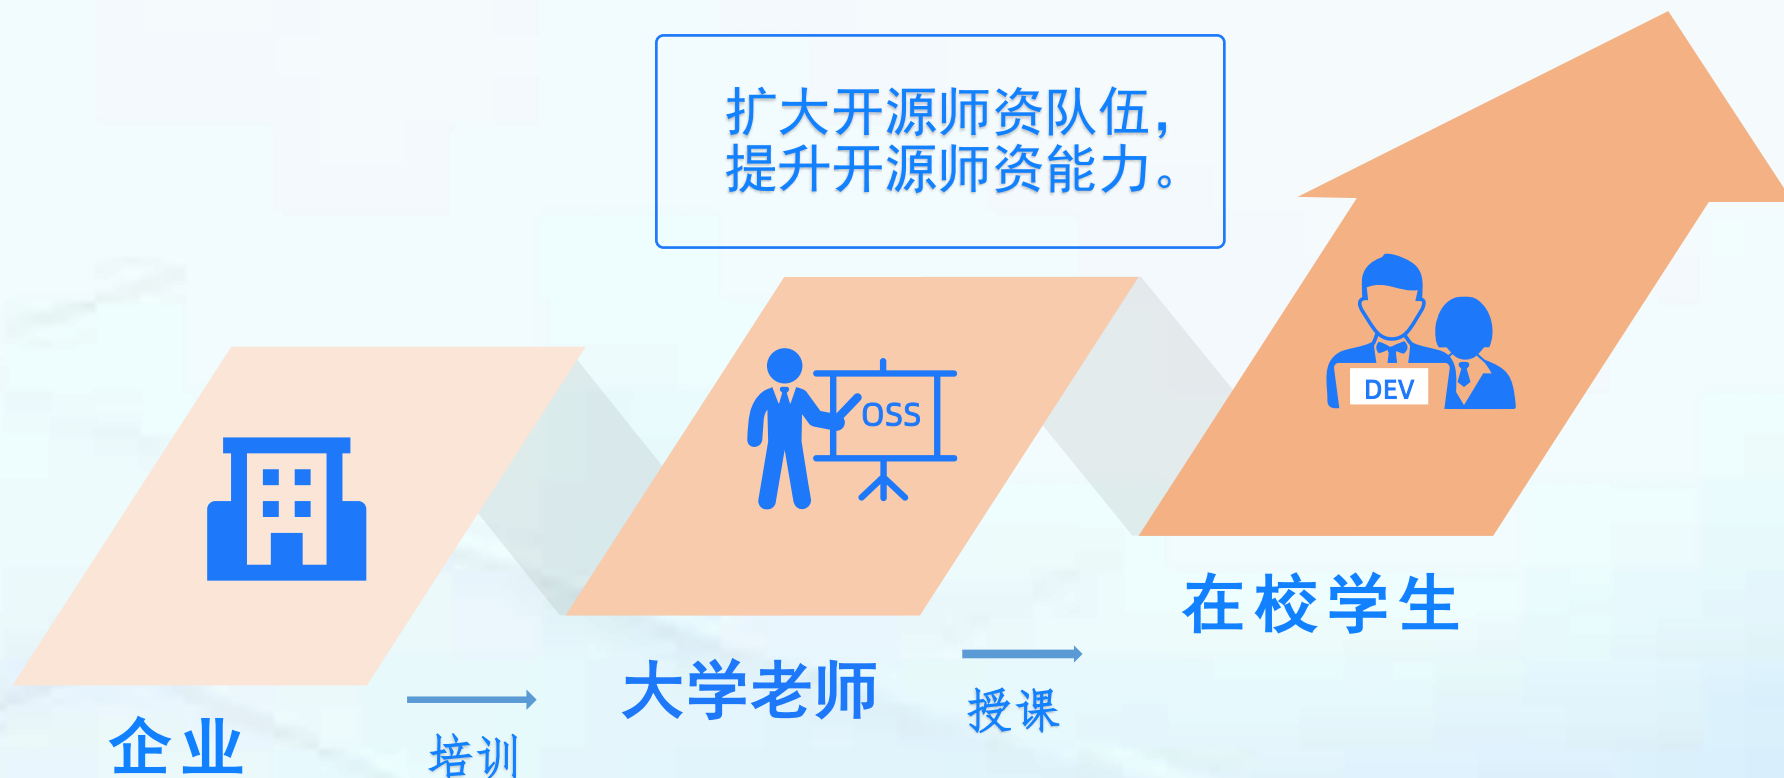 扩大开源师资队伍，
提升开源师资能力。
OSS
DEV
在校学生
大学老师
授课
企业
培训